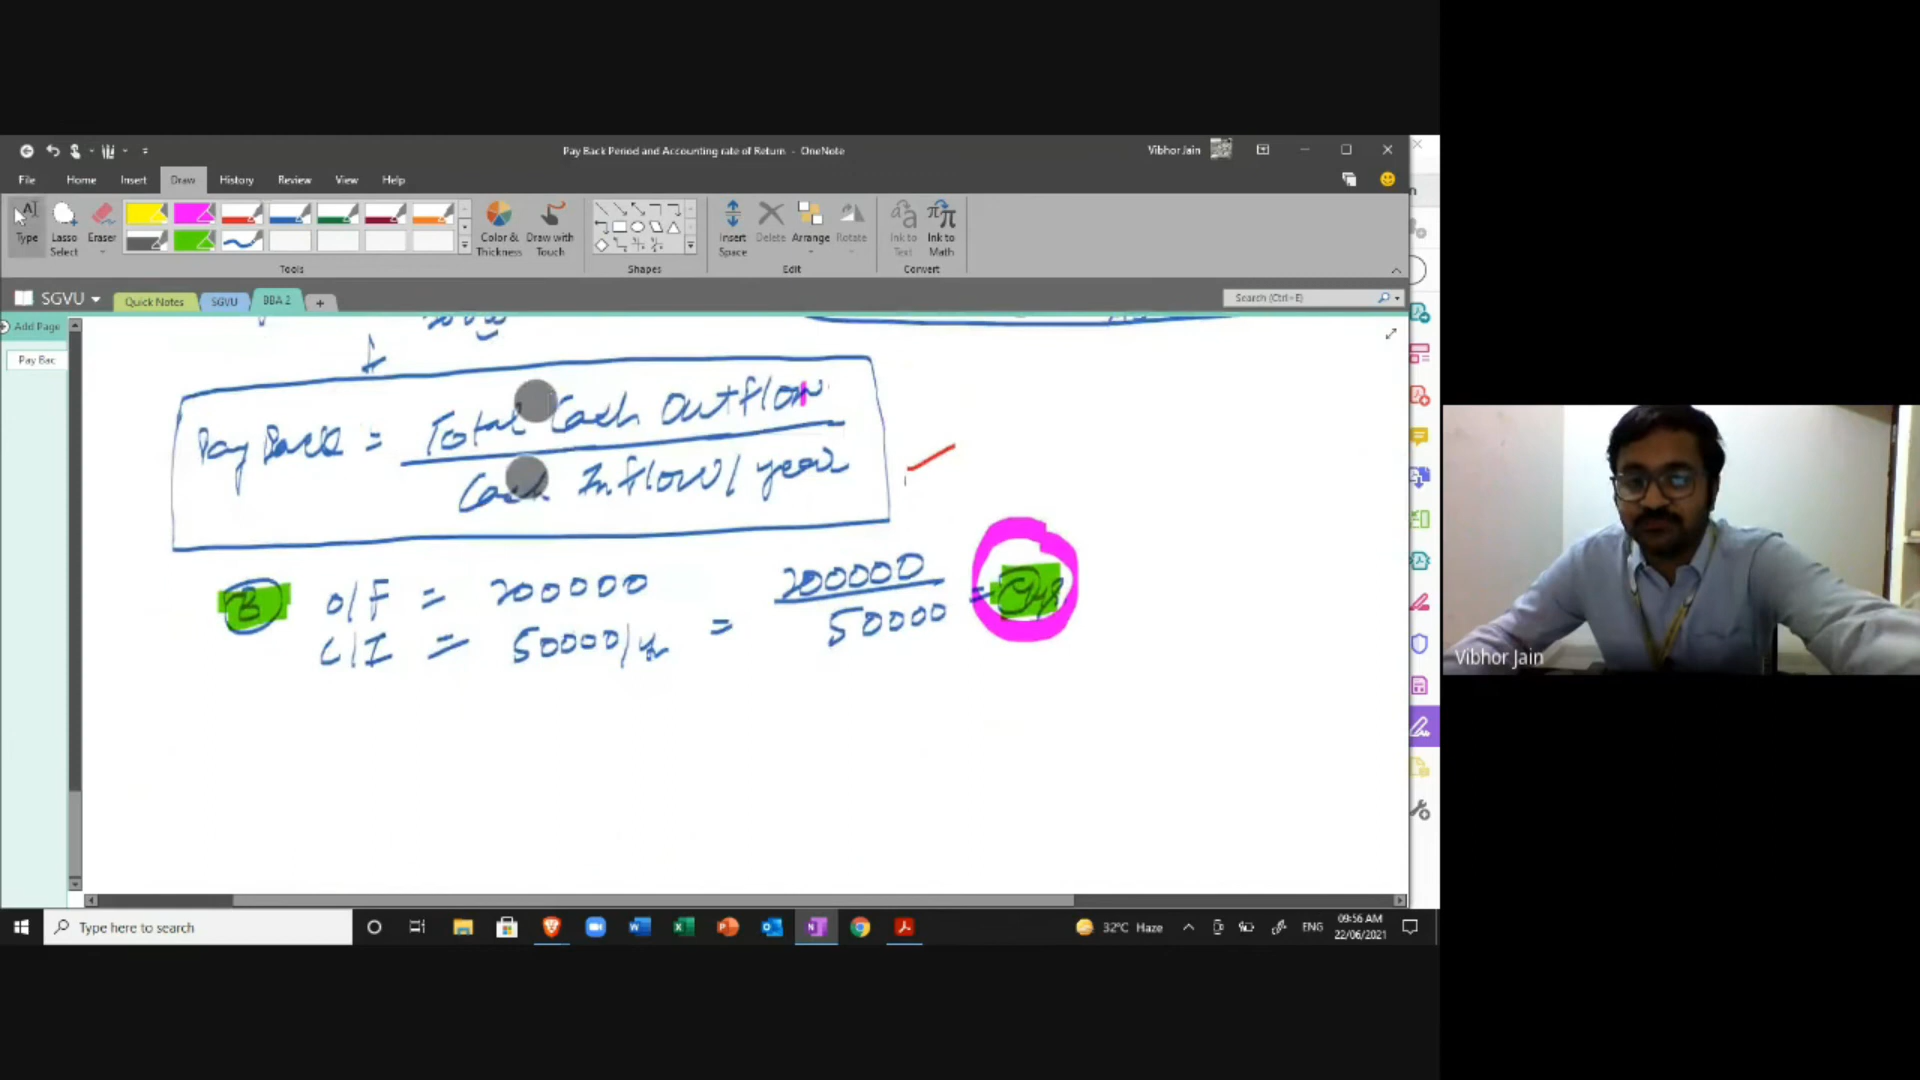 Pay Back Period and Accounting rate of Return - OneNote
Vibhor Jain
File Home Insert Draw History Review View Help
Type Lasso Select Eraser
Color & Thickness Draw with Touch
Insert Space Delete Arrange Rotate
Ink to Text Ink to Math
Tools Shapes Edit Convert
SGVU Quick Notes SGVU BBA 2 +
Search (Ctrl+E)
Add Page
Pay Bac
Pay Back = Total Cash Outflow
Cash Inflow/year
B O/F = 200000
C/I = 50000/yr
= 200000
50000 =
Vibhor Jain
Type here to search
32°C Haze
ENG
09:56 AM
22/06/2021